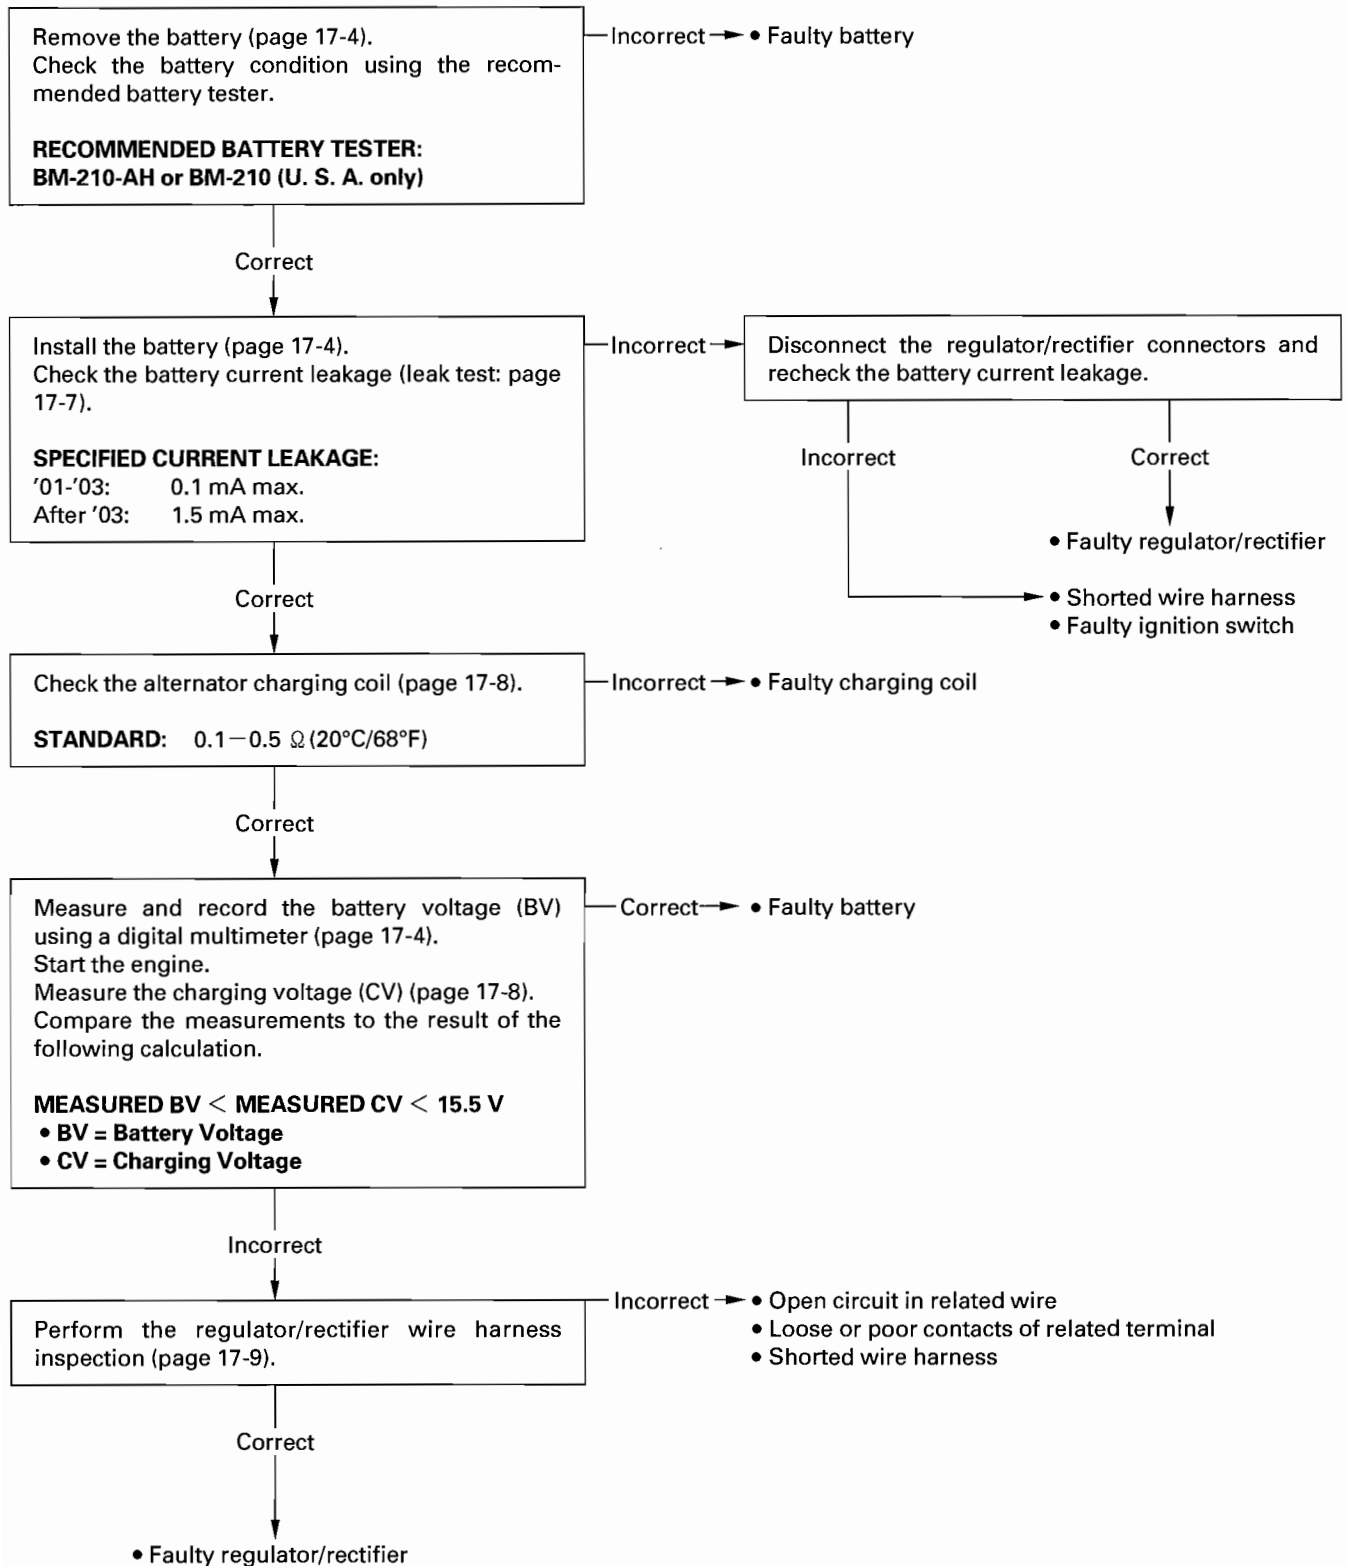 Remove the battery (page 17-4).
Check the battery condition using the recom-
mended battery tester.
RECOMMENDED BATTERY TESTER:
BM-210-AH or BM-210 (U. S. A. only)
Incorrect
• Faulty battery
Correct
Install the battery (page 17-4).
Check the battery current leakage (leak test: page
17-7).
SPECIFIED CURRENT LEAKAGE:
'01-'03: 0.1 mA max.
After '03: 1.5 mA max.
Incorrect
Disconnect the regulator/rectifier connectors and
recheck the battery current leakage.
Incorrect
Correct
• Faulty regulator/rectifier
• Shorted wire harness
• Faulty ignition switch
Correct
Check the alternator charging coil (page 17-8).
STANDARD: 0.1－0.5 Ω (20°C/68°F)
Incorrect
• Faulty charging coil
Correct
Measure and record the battery voltage (BV)
using a digital multimeter (page 17-4).
Start the engine.
Measure the charging voltage (CV) (page 17-8).
Compare the measurements to the result of the
following calculation.
MEASURED BV < MEASURED CV < 15.5 V
• BV = Battery Voltage
• CV = Charging Voltage
Correct
• Faulty battery
Incorrect
Perform the regulator/rectifier wire harness
inspection (page 17-9).
Incorrect
• Open circuit in related wire
• Loose or poor contacts of related terminal
• Shorted wire harness
Correct
• Faulty regulator/rectifier